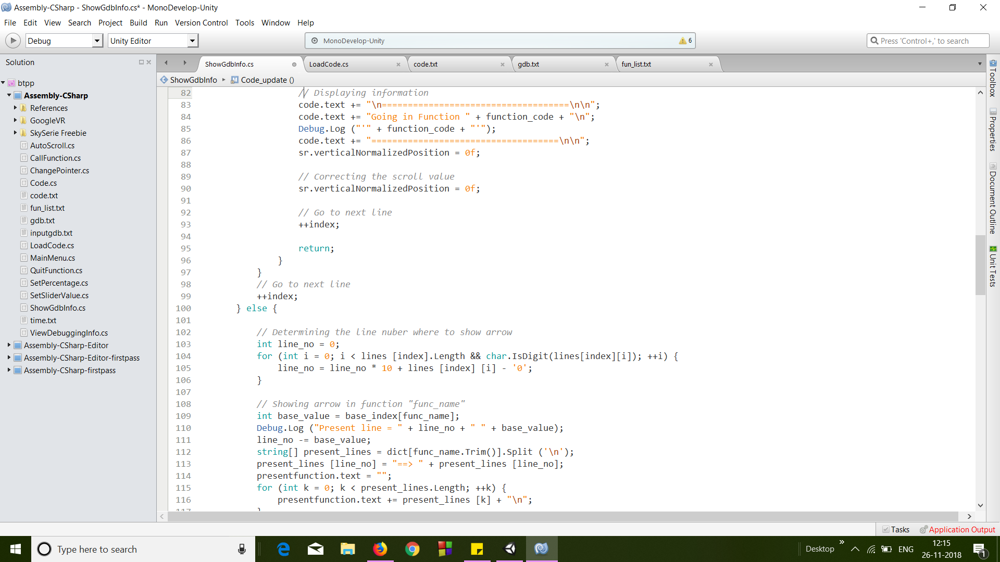 Assembly-CSharp - ShowGdbInfo.cs* - MonoDevelop-Unity
File Edit View Search Project Build Run Version Control Tools Window Help
Debug Unity Editor MonoDevelop-Unity 6 Press 'Control+,' to search
Solution
btpp
Assembly-CSharp
References
GoogleVR
SkySerie Freebie
AutoScroll.cs
CallFunction.cs
ChangePointer.cs
Code.cs
code.txt
fun_list.txt
gdb.txt
inputgdb.txt
LoadCode.cs
MainMenu.cs
QuitFunction.cs
SetPercentage.cs
SetSliderValue.cs
ShowGdbInfo.cs
time.txt
ViewDebuggingInfo.cs
Assembly-CSharp-Editor
Assembly-CSharp-Editor-firstpass
Assembly-CSharp-firstpass
ShowGdbInfo.cs LoadCode.cs code.txt gdb.txt fun_list.txt
ShowGdbInfo Code_update ()
82 // Displaying information
83 code.text += "\n====================================\n\n";
84 code.text += "Going in Function " + function_code + "\n";
85 Debug.Log ("'" + function_code + "'");
86 code.text += "====================================\n\n";
87 sr.verticalNormalizedPosition = 0f;
88
89 // Correcting the scroll value
90 sr.verticalNormalizedPosition = 0f;
91
92 // Go to next line
93 ++index;
94
95 return;
96 }
97 }
98 // Go to next line
99 ++index;
100 } else {
101
102 // Determining the line nuber where to show arrow
103 int line_no = 0;
104 for (int i = 0; i < lines [index].Length && char.IsDigit(lines[index][i]); ++i) {
105 line_no = line_no * 10 + lines [index] [i] - '0';
106 }
107
108 // Showing arrow in function "func_name"
109 int base_value = base_index[func_name];
110 Debug.Log ("Present line = " + line_no + " " + base_value);
111 line_no -= base_value;
112 string[] present_lines = dict[func_name.Trim()].Split ('\n');
113 present_lines [line_no] = "==> " + present_lines [line_no];
114 presentfunction.text = "";
115 for (int k = 0; k < present_lines.Length; ++k) {
116 presentfunction.text += present_lines [k] + "\n";
117 }
Toolbox
Properties
Document Outline
Unit Tests
Tasks Application Output
Type here to search
Desktop » ENG
12:15
26-11-2018
1